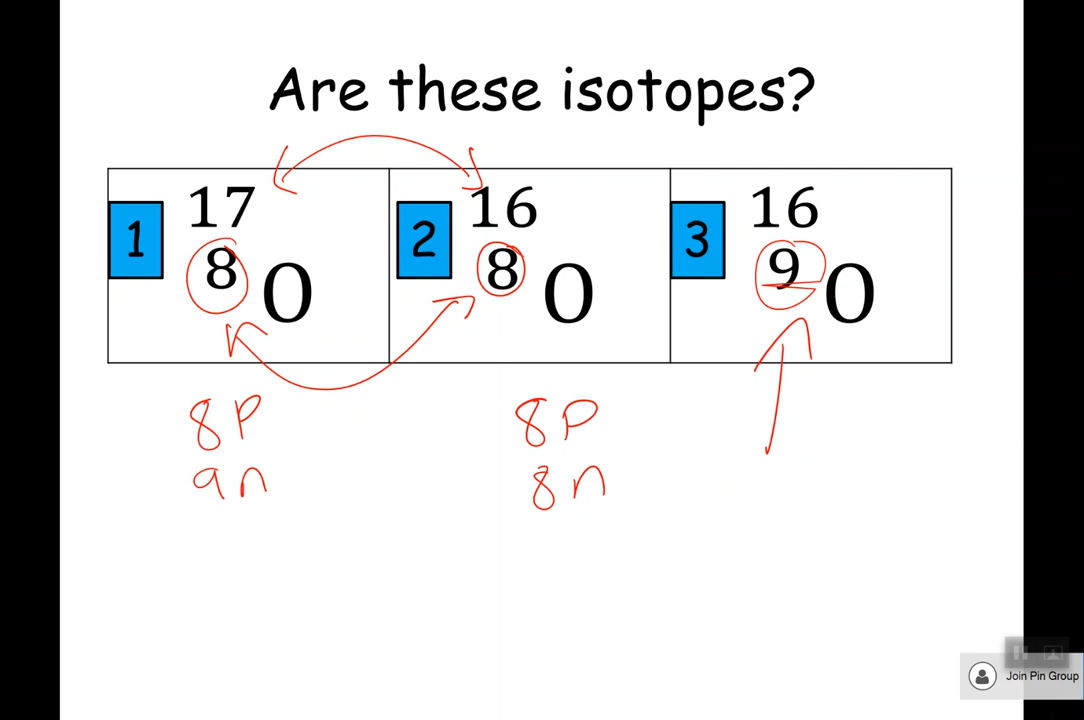 Are these isotopes?
1
17
8 O
2
16
8 O
3
16
9 O
8P
9n
8P
8n
Join Pin Group